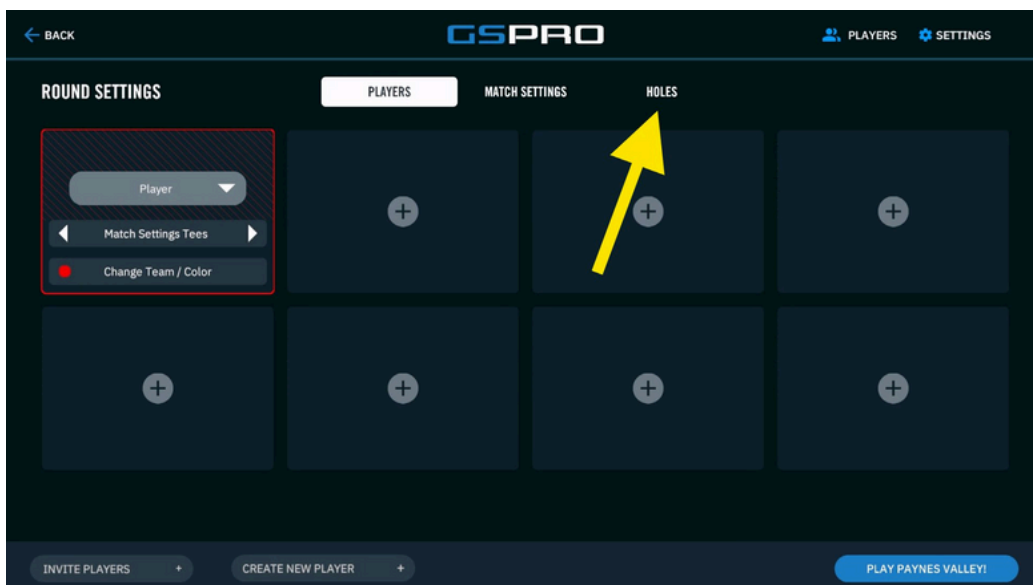 BACK
GSPRO
PLAYERS
SETTINGS
ROUND SETTINGS
PLAYERS
MATCH SETTINGS
HOLES
Player
Match Settings Tees
Change Team / Color
INVITE PLAYERS +
CREATE NEW PLAYER +
PLAY PAYNES VALLEY!